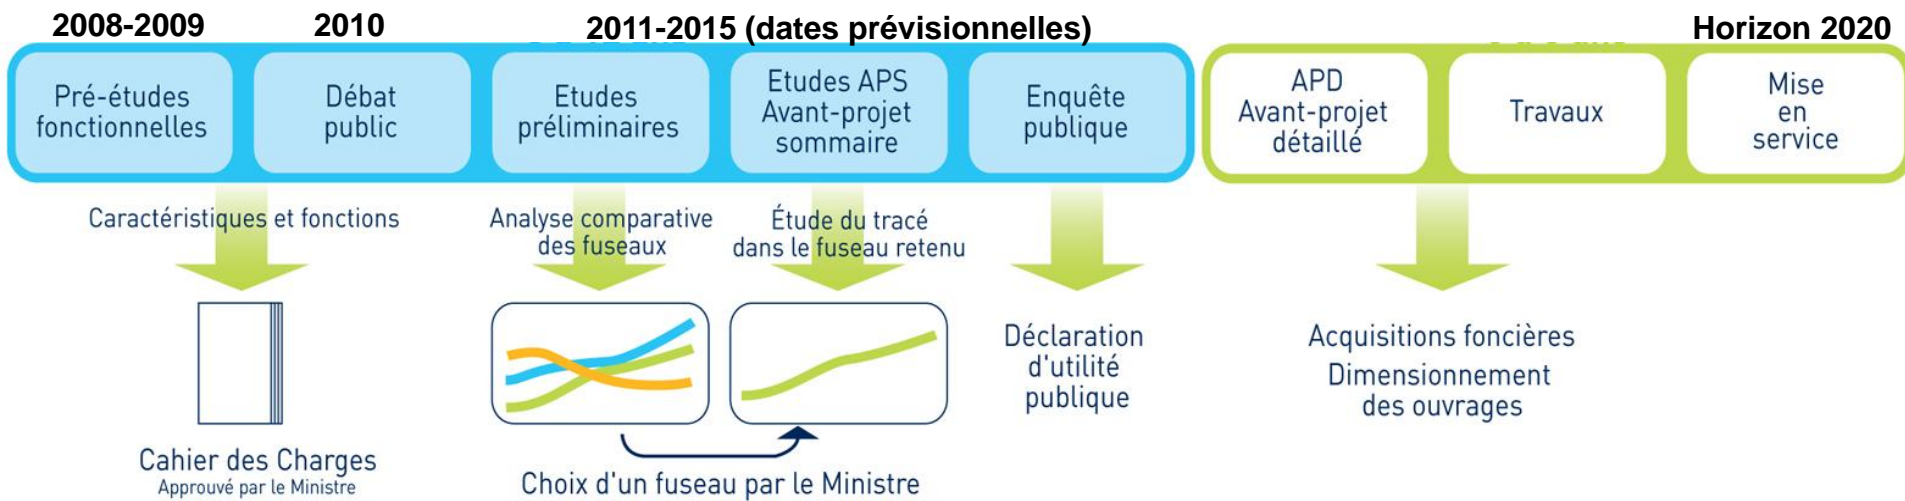 2008-2009
2010
2011-2015 (dates prévisionnelles)
Horizon 2020
Pré-études
fonctionnelles
Débat
public
Etudes
préliminaires
Etudes APS
Avant-projet
sommaire
Enquête
publique
APD
Avant-projet
détaillé
Travaux
Mise
en
service
Caractéristiques et fonctions
Analyse comparative
des fuseaux
Étude du tracé
dans le fuseau retenu
Cahier des Charges
Approuvé par le Ministre
Choix d'un fuseau par le Ministre
Déclaration
d'utilité
publique
Acquisitions foncières
Dimensionnement
des ouvrages